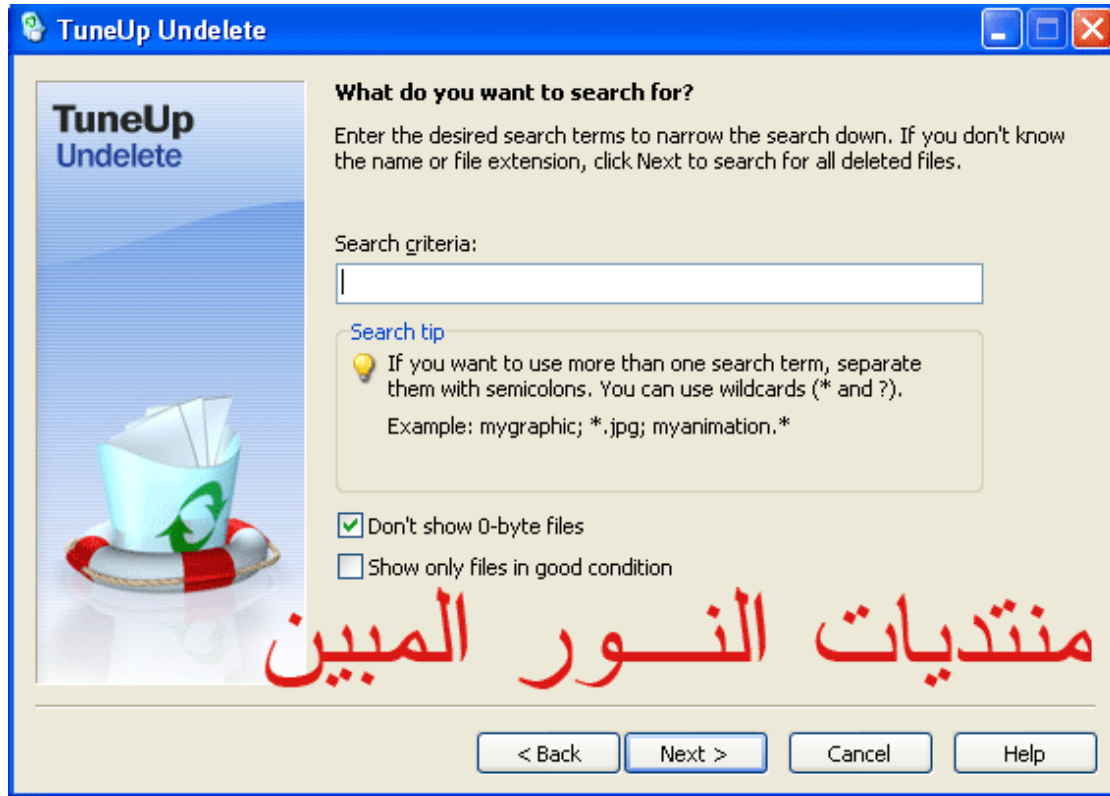 TuneUp Undelete
TuneUp
Undelete
What do you want to search for?
Enter the desired search terms to narrow the search down. If you don't know
the name or file extension, click Next to search for all deleted files.
Search criteria:
Search tip
If you want to use more than one search term, separate
them with semicolons. You can use wildcards (* and ?).
Example: mygraphic; *.jpg; myanimation.*
Don't show 0-byte files
Show only files in good condition
منتديات النـــور المبين
< Back
Next >
Cancel
Help